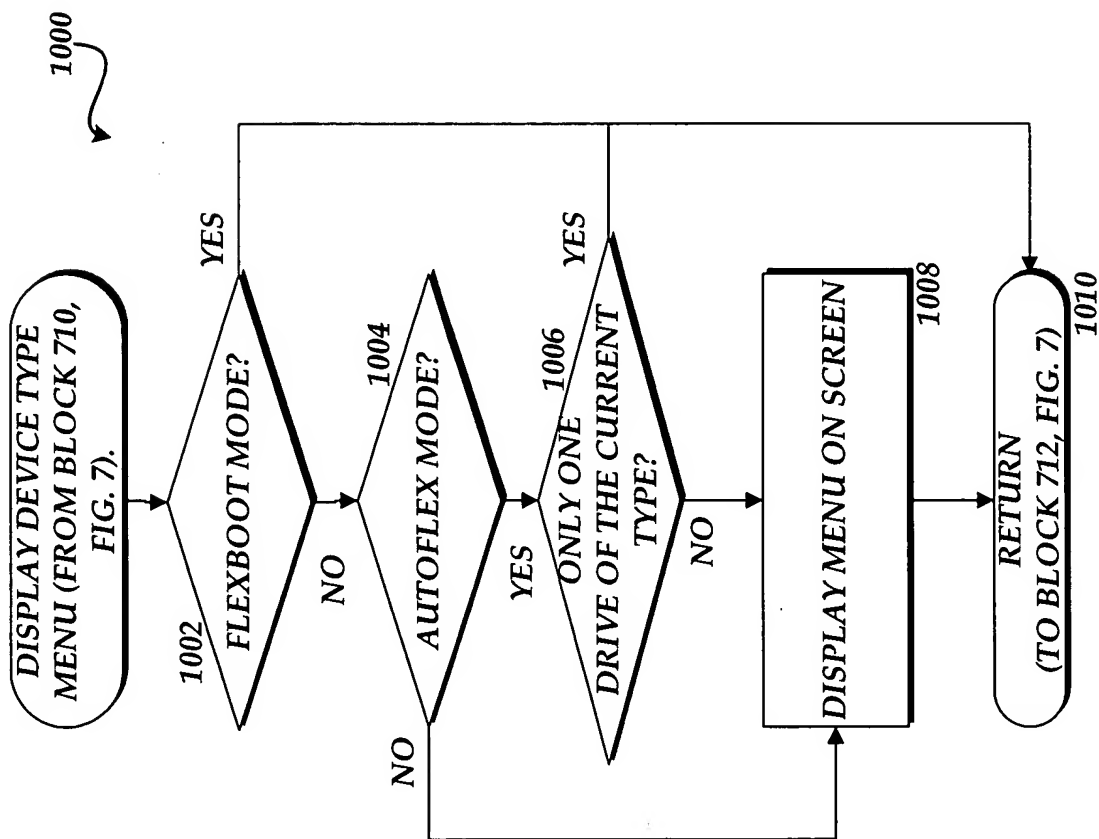 1000
DISPLAY DEVICE TYPE
MENU (FROM BLOCK 710,
FIG. 7).
1002
FLEXBOOT MODE?
YES
NO
1004
AUTOFLEX MODE?
NO
YES
1006
ONLY ONE
DRIVE OF THE CURRENT
TYPE?
YES
NO
DISPLAY MENU ON SCREEN
1008
RETURN
(TO BLOCK 712, FIG. 7)
1010